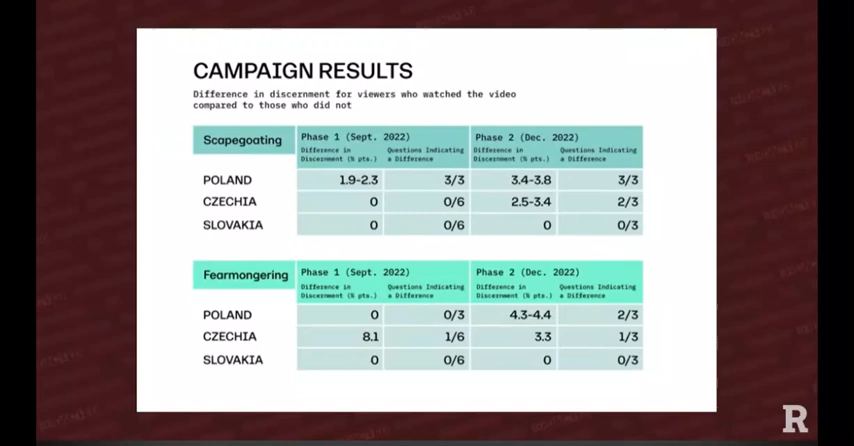 CAMPAIGN RESULTS
Difference in discernment for viewers who watched the video
compared to those who did not
Scapegoating Phase 1 (Sept. 2022) Phase 2 (Dec. 2022)
Difference in Questions Indicating Difference in Questions Indicating
Discernment (% pts.) a Difference Discernment (% pts.) a Difference
POLAND 1.9-2.3 3/3 3.4-3.8 3/3
CZECHIA 0 0/6 2.5-3.4 2/3
SLOVAKIA 0 0/6 0 0/3
Fearmongering Phase 1 (Sept. 2022) Phase 2 (Dec. 2022)
Difference in Questions Indicating Difference in Questions Indicating
Discernment (% pts.) a Difference Discernment (% pts.) a Difference
POLAND 0 0/3 4.3-4.4 2/3
CZECHIA 8.1 1/6 3.3 1/3
SLOVAKIA 0 0/6 0 0/3
R